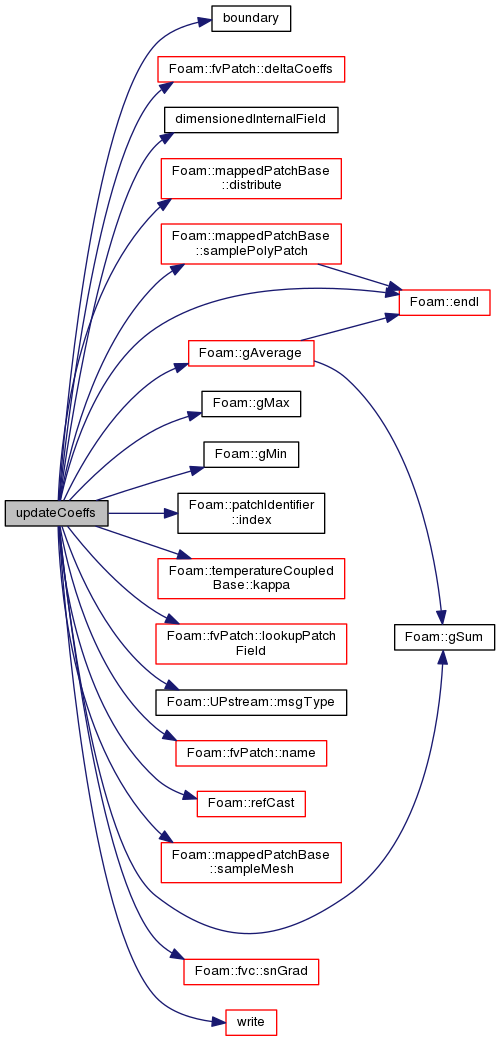 boundary
Foam::fvPatch::deltaCoeffs
dimensionedInternalField
Foam::mappedPatchBase
::distribute
Foam::mappedPatchBase
::samplePolyPatch
Foam::endl
Foam::gAverage
Foam::gMax
Foam::gMin
updateCoeffs
Foam::patchIdentifier
::index
Foam::temperatureCoupled
Base::kappa
Foam::fvPatch::lookupPatch
Field
Foam::gSum
Foam::UPstream::msgType
Foam::fvPatch::name
Foam::refCast
Foam::mappedPatchBase
::sampleMesh
Foam::fvc::snGrad
write